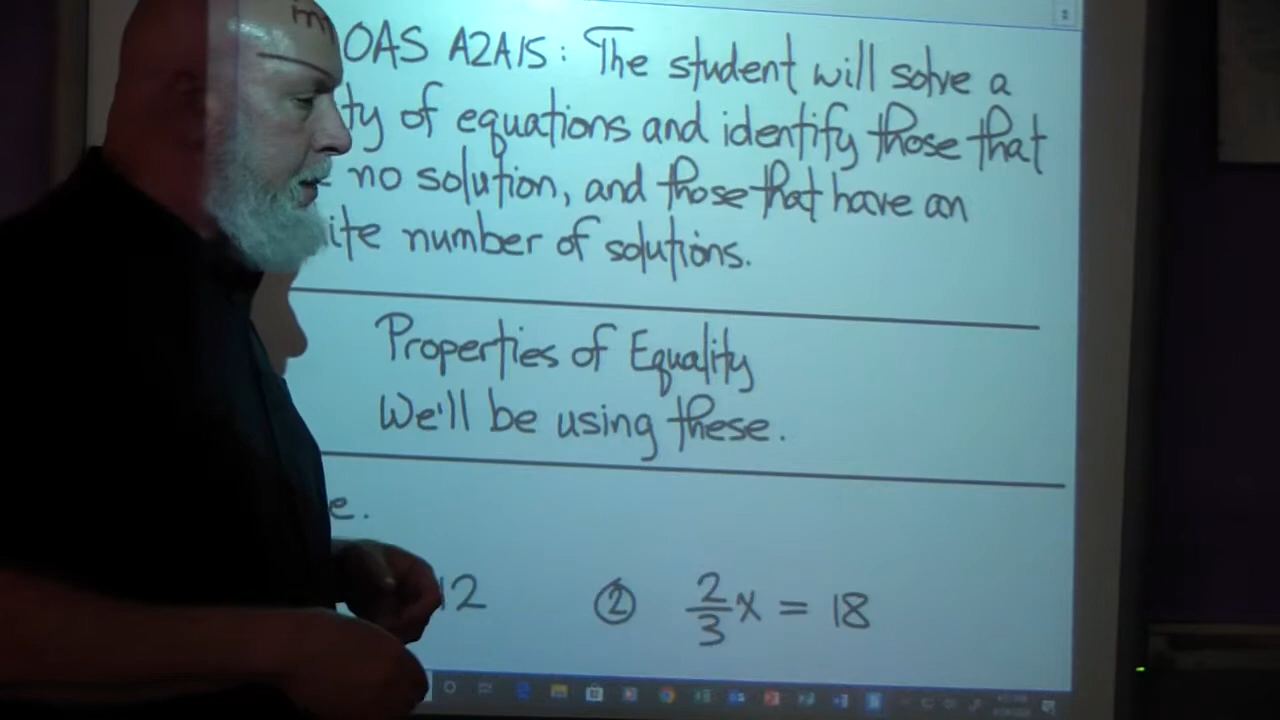 OAS A2A15: The student will solve a
ty of equations and identify those that
no solution, and those that have an
ite number of solutions.
Properties of Equality
We'll be using these.
e.
12
② 2/3 x = 18